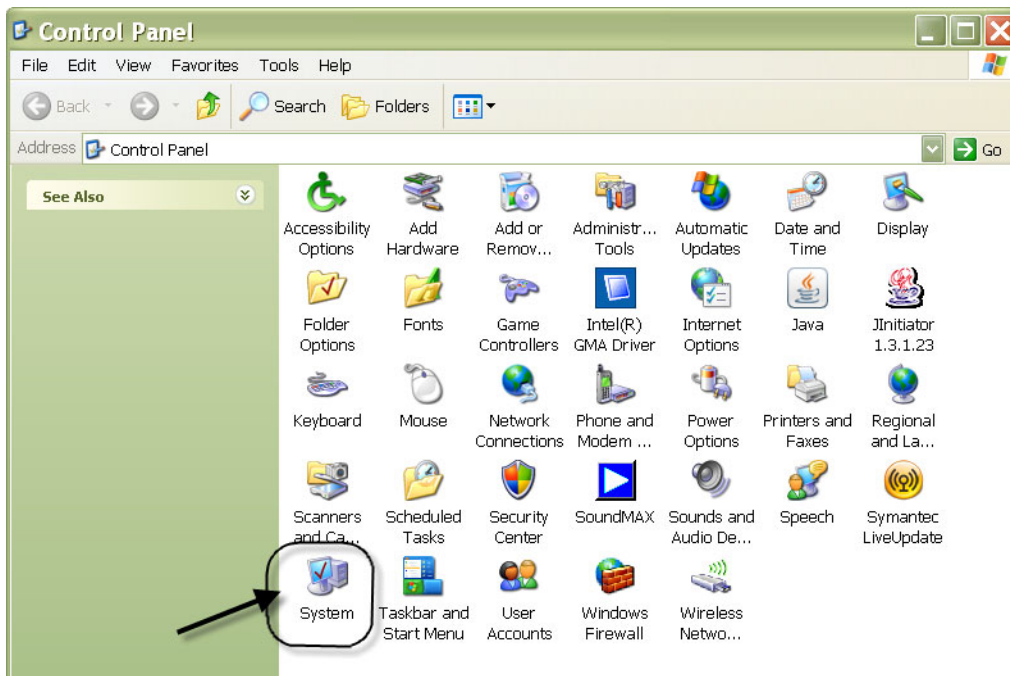 Control Panel
File Edit View Favorites Tools Help
Back Search Folders
Address Control Panel Go
See Also
Accessibility Options
Add Hardware
Add or Remov...
Administr... Tools
Automatic Updates
Date and Time
Display
Folder Options
Fonts
Game Controllers
Intel(R) GMA Driver
Internet Options
Java
JInitiator 1.3.1.23
Keyboard
Mouse
Network Connections
Phone and Modem ...
Power Options
Printers and Faxes
Regional and La...
Scanners and Ca...
Scheduled Tasks
Security Center
SoundMAX
Sounds and Audio De...
Speech
Symantec LiveUpdate
System
Taskbar and Start Menu
User Accounts
Windows Firewall
Wireless Netwo...